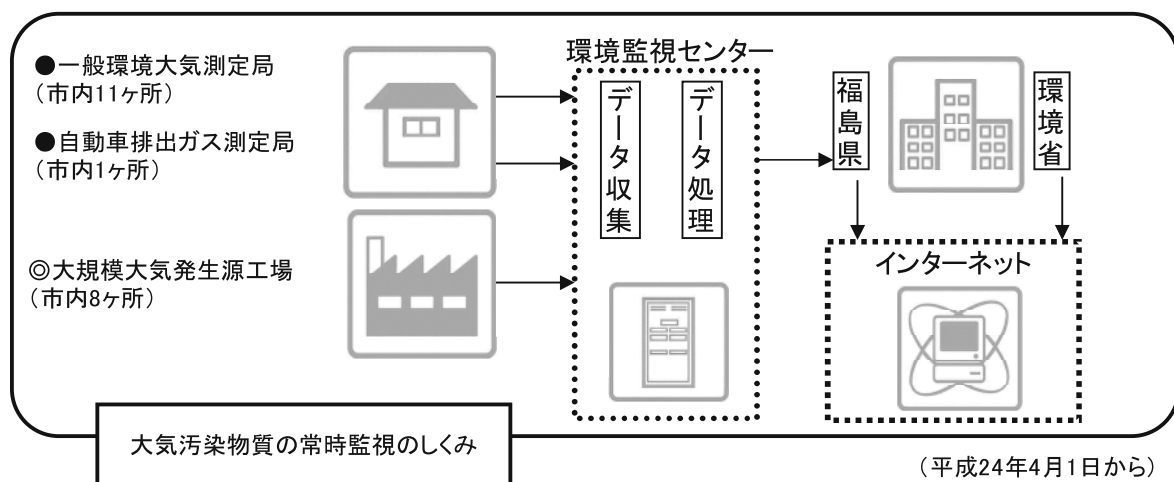 ●一般環境大気測定局
(市内11ヶ所)
●自動車排出ガス測定局
(市内1ヶ所)
◎大規模大気発生源工場
(市内8ヶ所)
環境監視センター
データ収集
データ処理
福島県
環境省
インターネット
大気汚染物質の常時監視のしくみ
(平成24年4月1日から)